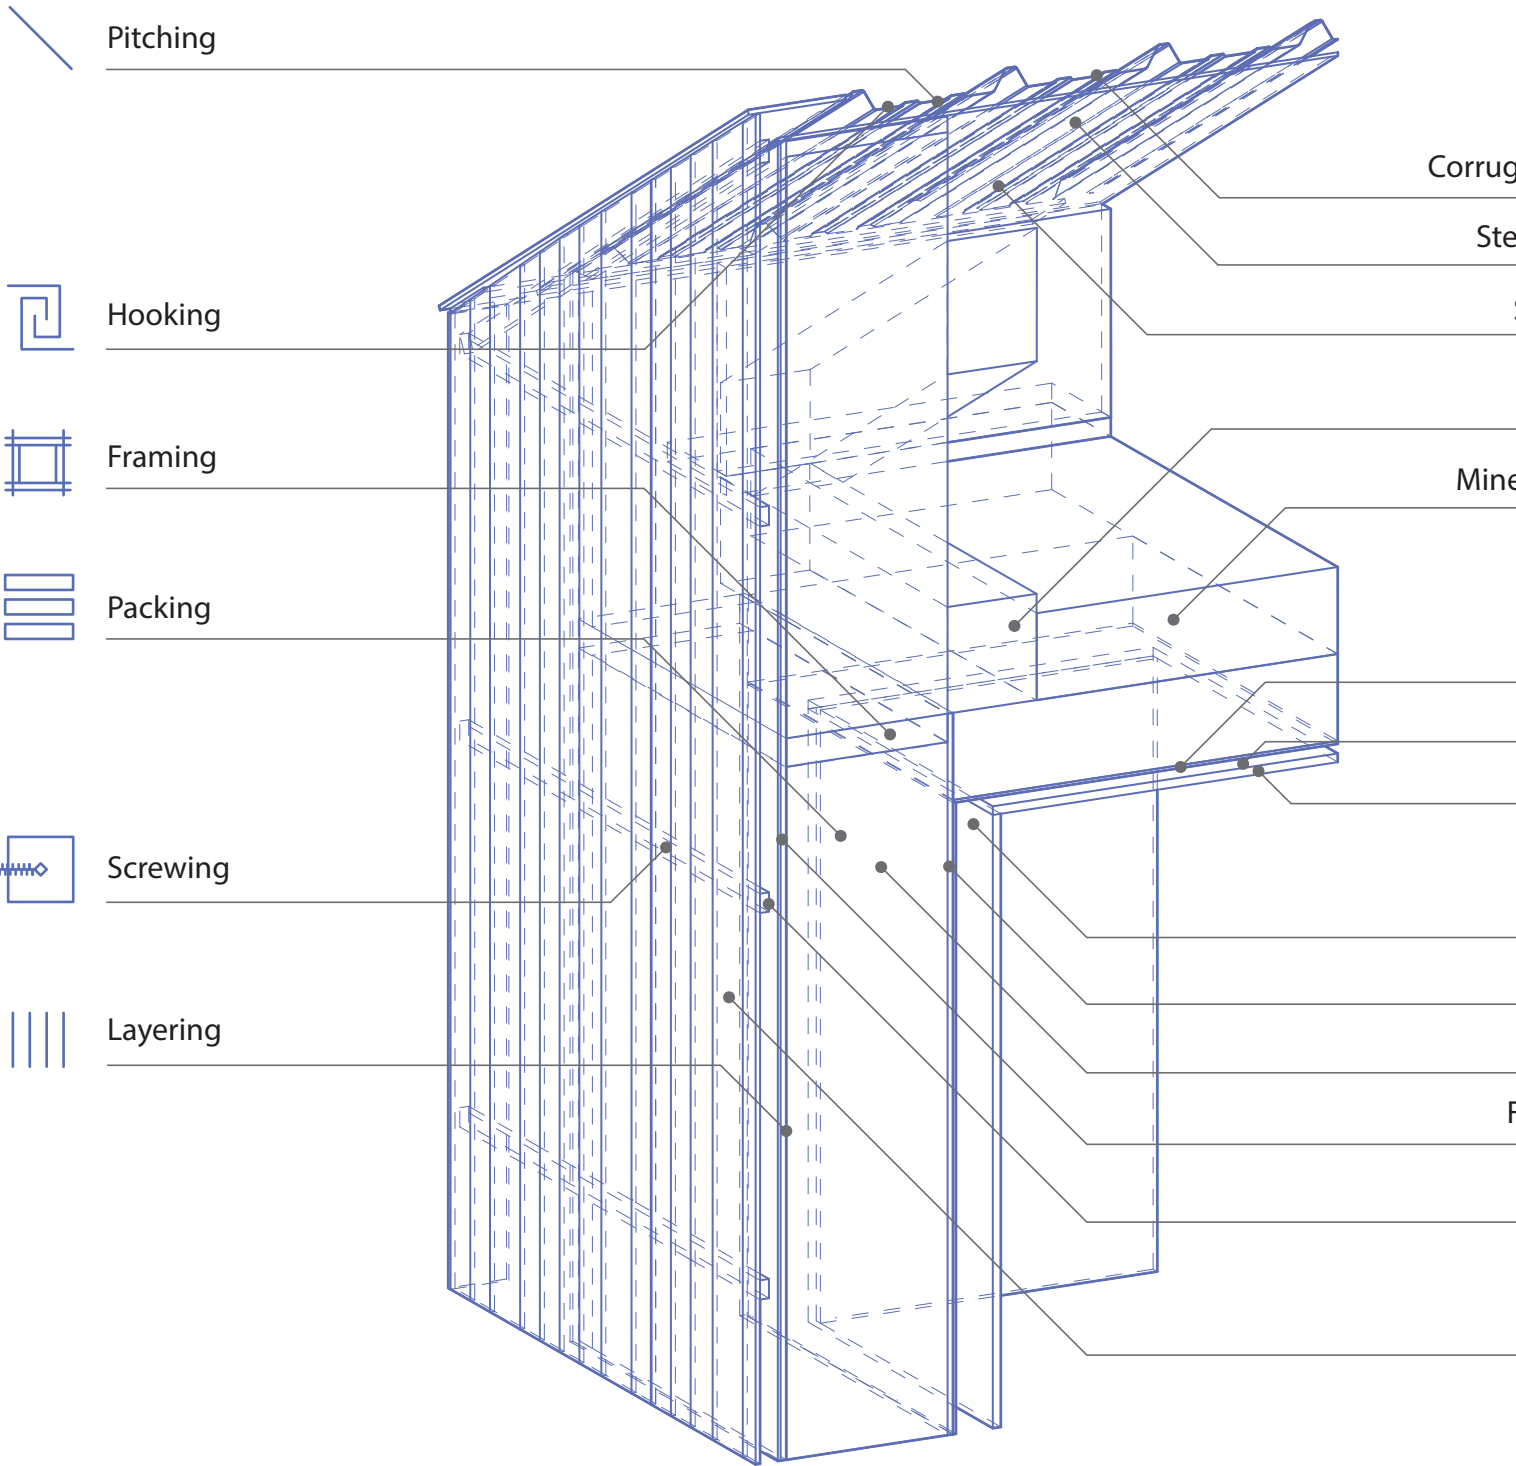 Pitching
Corrug
Ste
Hooking
Framing
Mine
Packing
Screwing
Layering